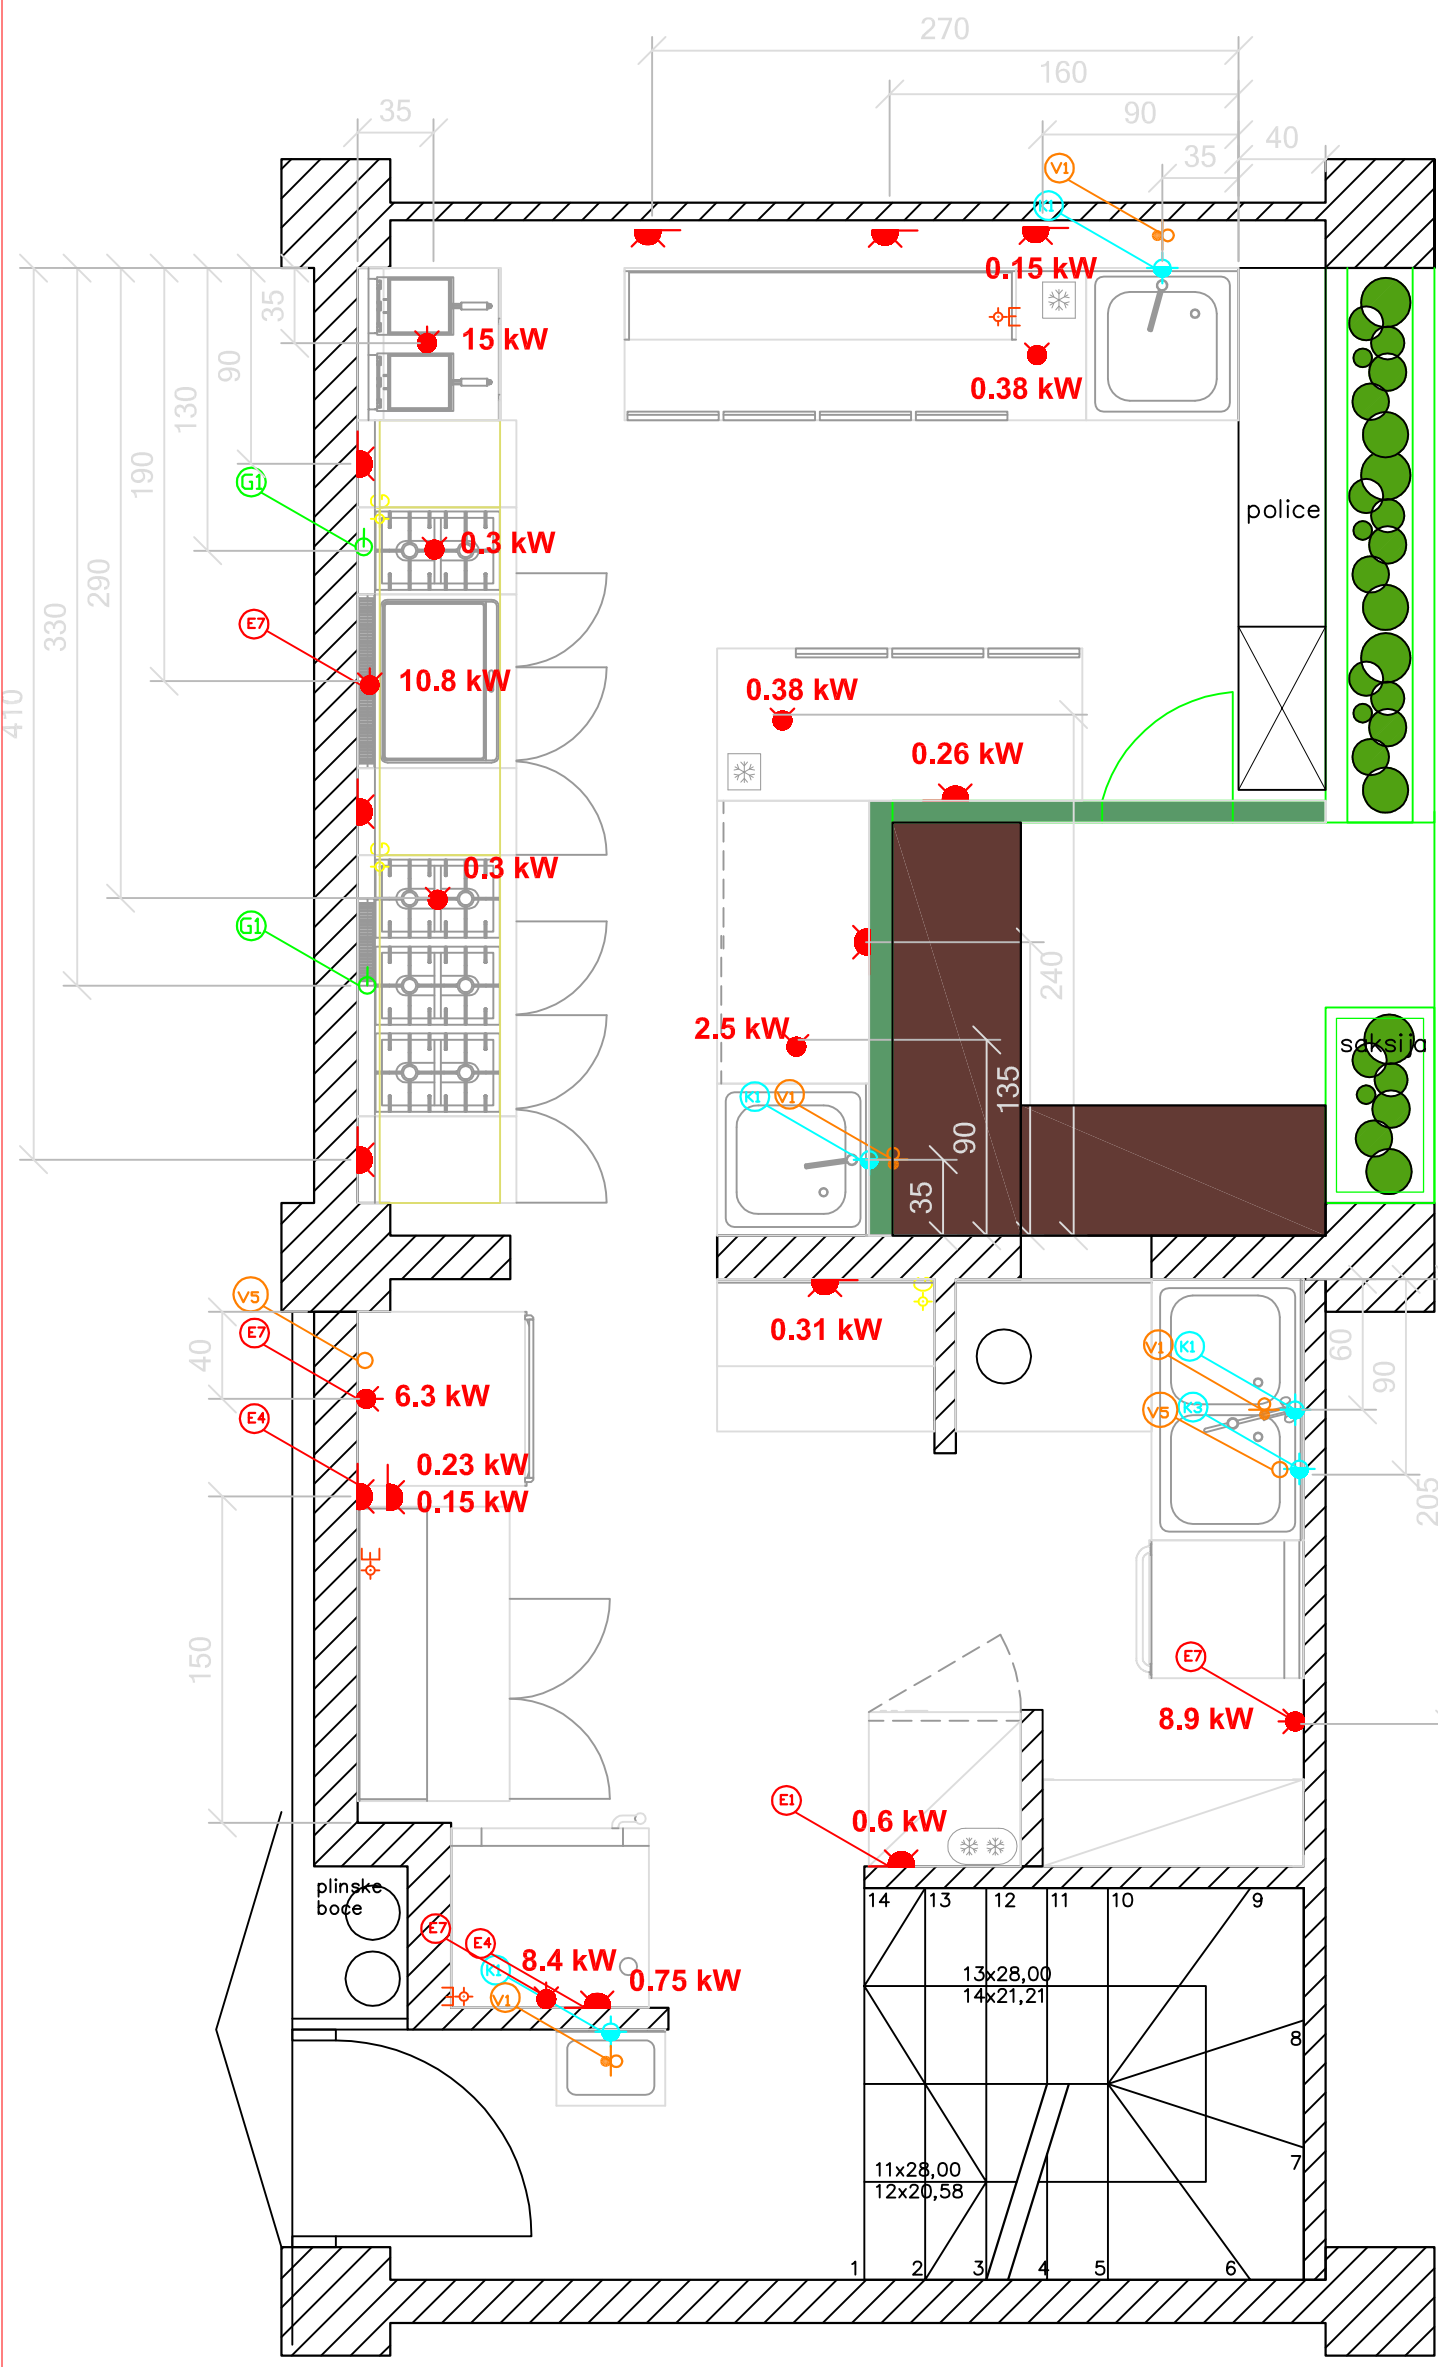 270
160
35
90
40
35
V1
K1
0.15 kW
35
15 kW
90
0.38 kW
130
190
G1
police
0.3 kW
290
330
E7
10.8 kW
0.38 kW
410
0.26 kW
0.3 kW
G1
240
2.5 kW
saksija
135
K1
V1
90
35
V5
E7
0.31 kW
60
V1
K1
40
6.3 kW
90
E4
V5
K3
0.23 kW
0.15 kW
205
150
E7
8.9 kW
E1
0.6 kW
plinske
boce
14
13
12
11
10
9
E7
E4
K1
8.4 kW
0.75 kW
V1
13x28,00
14x21,21
8
7
11x28,00
12x20,58
1
2
3
4
5
6